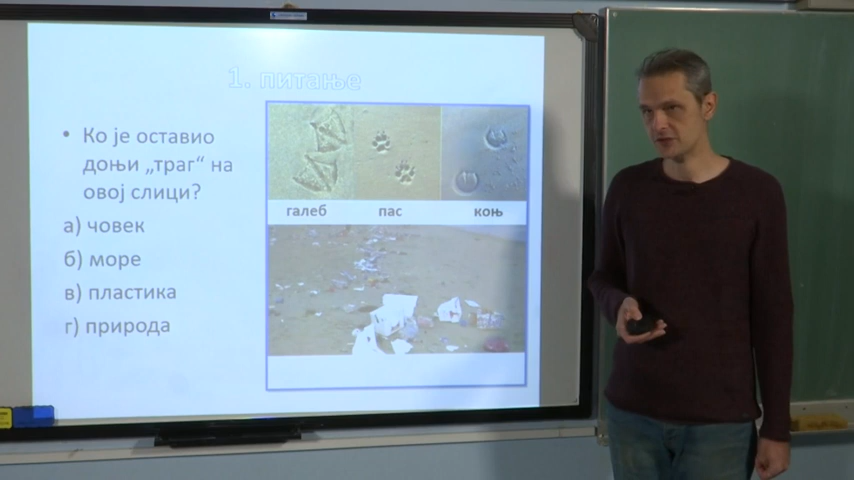 1. питање
• Ко је оставио
доњи „траг“ на
овој слици?
а) човек
б) море
в) пластика
г) природа
галеб пас коњ